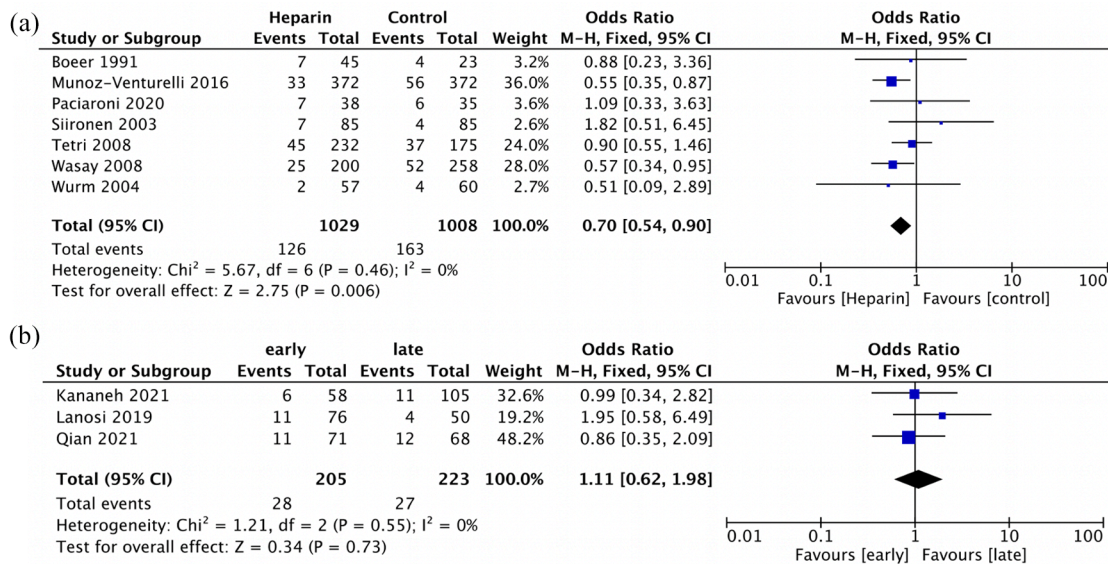 (a)
Heparin Control Odds Ratio Odds Ratio
Study or Subgroup Events Total Events Total Weight M-H, Fixed, 95% CI M-H, Fixed, 95% CI
Boeer 1991 7 45 4 23 3.2% 0.88 [0.23, 3.36]
Munoz-Venturelli 2016 33 372 56 372 36.0% 0.55 [0.35, 0.87]
Paciaroni 2020 7 38 6 35 3.6% 1.09 [0.33, 3.63]
Siironen 2003 7 85 4 85 2.6% 1.82 [0.51, 6.45]
Tetri 2008 45 232 37 175 24.0% 0.90 [0.55, 1.46]
Wasay 2008 25 200 52 258 28.0% 0.57 [0.34, 0.95]
Wurm 2004 2 57 4 60 2.7% 0.51 [0.09, 2.89]
Total (95% CI) 1029 1008 100.0% 0.70 [0.54, 0.90]
Total events 126 163
Heterogeneity: Chi² = 5.67, df = 6 (P = 0.46); I² = 0%
Test for overall effect: Z = 2.75 (P = 0.006)
0.01 0.1 1 10 100
Favours [Heparin] Favours [control]
(b)
early late Odds Ratio Odds Ratio
Study or Subgroup Events Total Events Total Weight M-H, Fixed, 95% CI M-H, Fixed, 95% CI
Kananeh 2021 6 58 11 105 32.6% 0.99 [0.34, 2.82]
Lanosi 2019 11 76 4 50 19.2% 1.95 [0.58, 6.49]
Qian 2021 11 71 12 68 48.2% 0.86 [0.35, 2.09]
Total (95% CI) 205 223 100.0% 1.11 [0.62, 1.98]
Total events 28 27
Heterogeneity: Chi² = 1.21, df = 2 (P = 0.55); I² = 0%
Test for overall effect: Z = 0.34 (P = 0.73)
0.01 0.1 1 10 100
Favours [early] Favours [late]